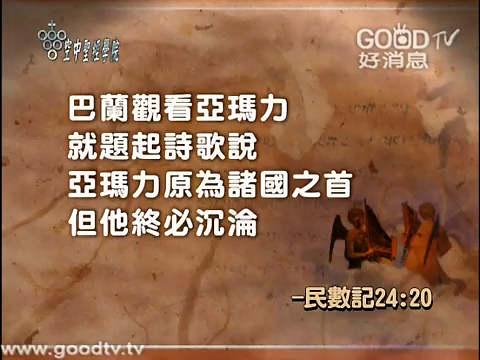 空中聖經學院
GOOD TV
好消息
巴蘭觀看亞瑪力
就題起詩歌說
亞瑪力原為諸國之首
但他終必沉淪
-民數記24:20
www.goodtv.tv